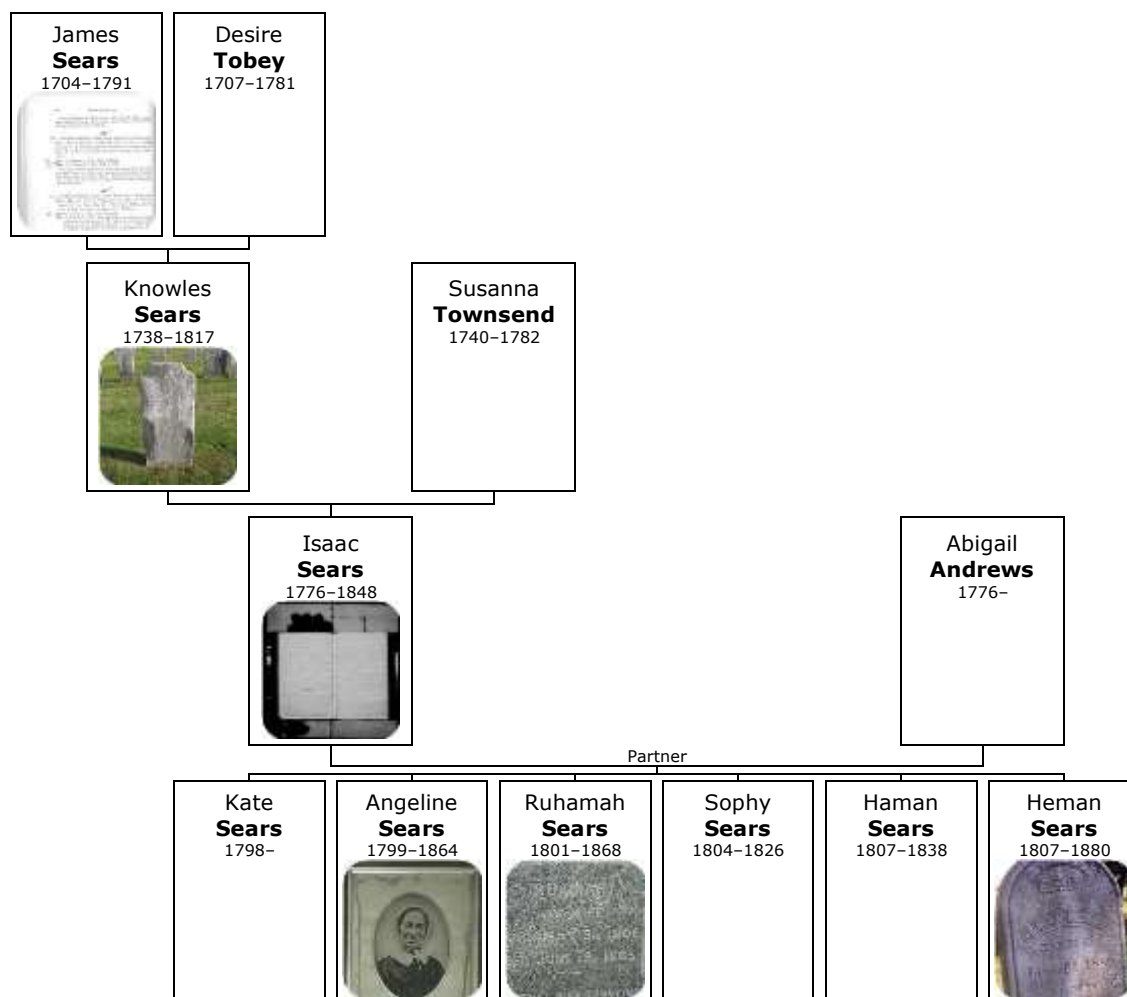 James
Sears
1704–1791
Desire
Tobey
1707–1781
Knowles
Sears
1738–1817
Susanna
Townsend
1740–1782
Isaac
Sears
1776–1848
Abigail
Andrews
1776–
Partner
Kate
Sears
1798–
Angeline
Sears
1799–1864
Ruhamah
Sears
1801–1868
Sophy
Sears
1804–1826
Haman
Sears
1807–1838
Heman
Sears
1807–1880